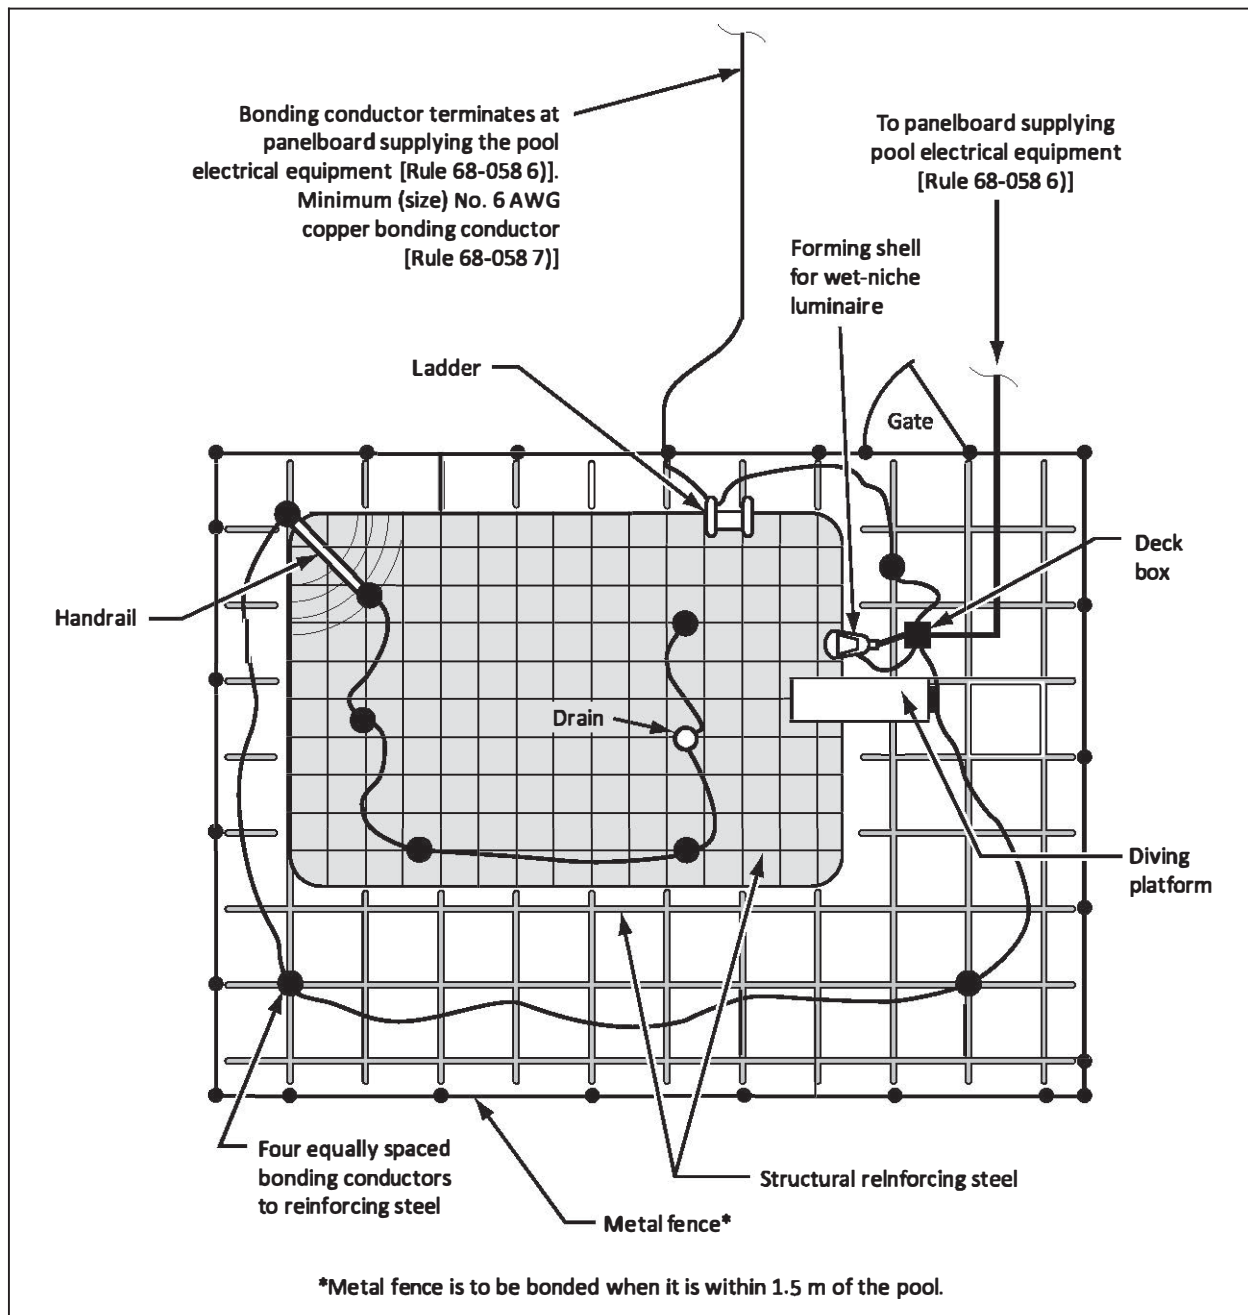 Bonding conductor terminates at
panelboard supplying the pool
electrical equipment [Rule 68-058 6)].
Minimum (size) No. 6 AWG
copper bonding conductor
[Rule 68-058 7)]
To panelboard supplying
pool electrical equipment
[Rule 68-058 6)]
Forming shell
for wet-niche
luminaire
Ladder
Gate
Deck
box
Handrail
Drain
Diving
platform
Four equally spaced
bonding conductors
to reinforcing steel
Structural reinforcing steel
Metal fence*
*Metal fence is to be bonded when it is within 1.5 m of the pool.